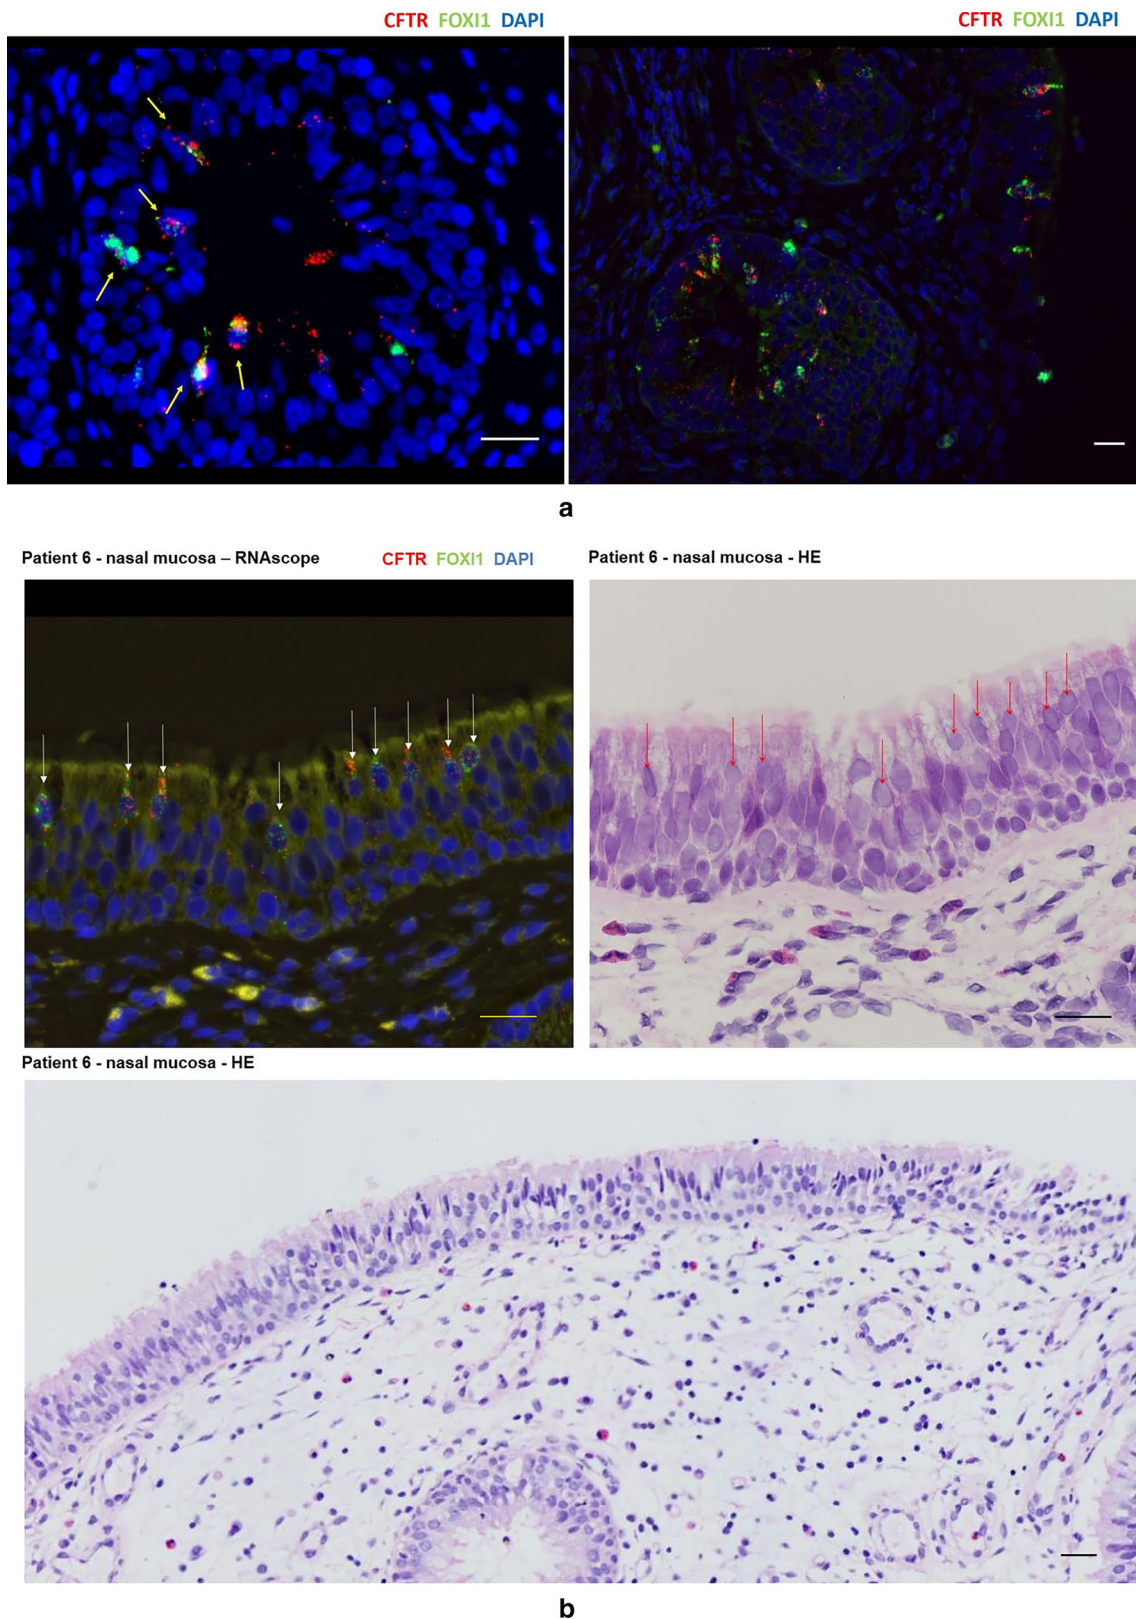 CFTR FOXI1 DAPI
CFTR FOXI1 DAPI
a
Patient 6 - nasal mucosa – RNAscope
CFTR FOXI1 DAPI
Patient 6 - nasal mucosa - HE
Patient 6 - nasal mucosa - HE
b